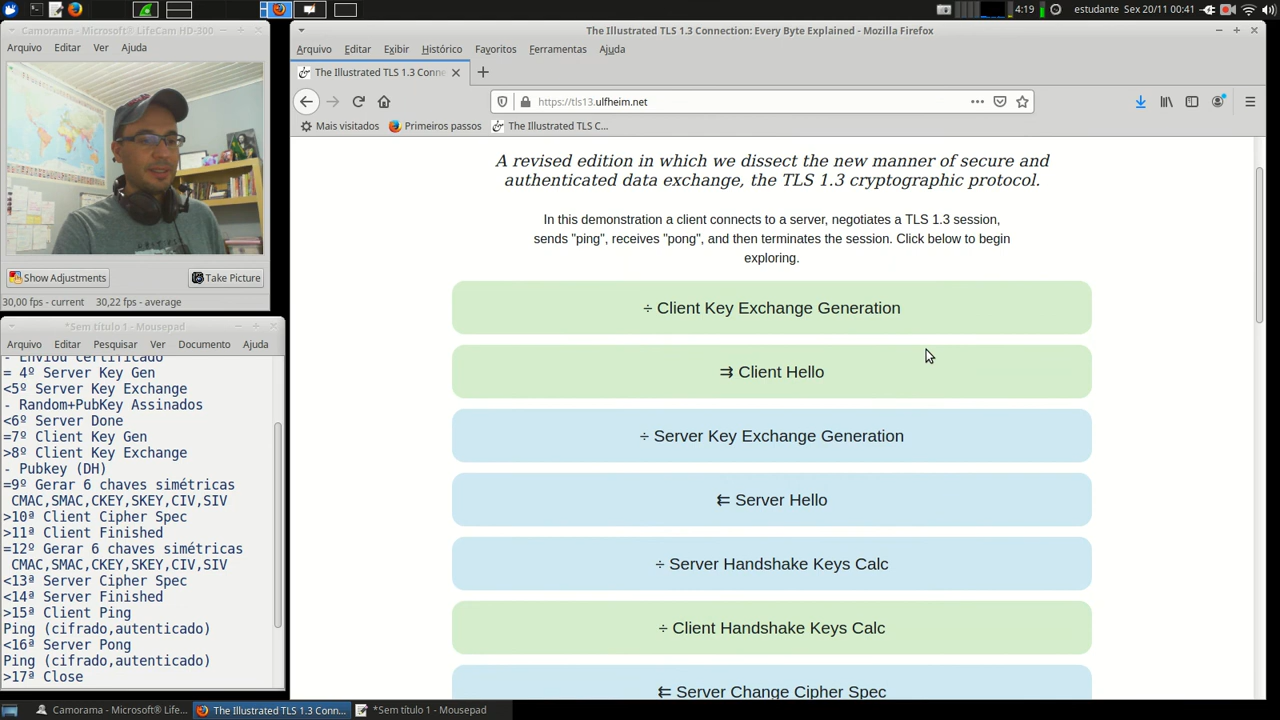 4:19
estudante
Sex 20/11 00:41
Camorama - Microsoft® LifeCam HD-300
Arquivo Editar Ver Ajuda
Show Adjustments
Take Picture
30,00 fps - current 30,22 fps - average
*Sem título 1 - Mousepad
Arquivo Editar Pesquisar Ver Documento Ajuda
- Enviou certificado
= 4º Server Key Gen
<5º Server Key Exchange
- Random+PubKey Assinados
<6º Server Done
=7º Client Key Gen
>8º Client Key Exchange
- Pubkey (DH)
=9º Gerar 6 chaves simétricas
CMAC,SMAC,CKEY,SKEY,CIV,SIV
>10ª Client Cipher Spec
>11ª Client Finished
=12º Gerar 6 chaves simétricas
CMAC,SMAC,CKEY,SKEY,CIV,SIV
<13ª Server Cipher Spec
<14ª Server Finished
>15ª Client Ping
Ping (cifrado,autenticado)
<16ª Server Pong
Ping (cifrado,autenticado)
>17ª Close
The Illustrated TLS 1.3 Connection: Every Byte Explained - Mozilla Firefox
Arquivo Editar Exibir Histórico Favoritos Ferramentas Ajuda
The Illustrated TLS 1.3 Conne
https://tls13.ulfheim.net
Mais visitados
Primeiros passos
The Illustrated TLS C...
A revised edition in which we dissect the new manner of secure and
authenticated data exchange, the TLS 1.3 cryptographic protocol.
In this demonstration a client connects to a server, negotiates a TLS 1.3 session,
sends "ping", receives "pong", and then terminates the session. Click below to begin
exploring.
÷ Client Key Exchange Generation
⇉ Client Hello
÷ Server Key Exchange Generation
⇇ Server Hello
÷ Server Handshake Keys Calc
÷ Client Handshake Keys Calc
⇇ Server Change Cipher Spec
Camorama - Microsoft® LifeC...
The Illustrated TLS 1.3 Conn...
*Sem título 1 - Mousepad